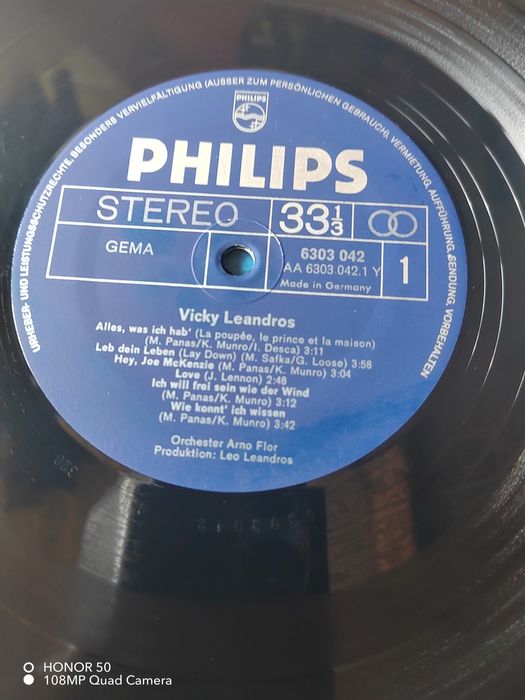 URHEBER- UND LEISTUNGSSCHUTZRECHTE, BESONDERS VERVIELFÄLTIGUNG (AUSSER ZUM PERSÖNLICHEN GEBRAUCH), VERMIETUNG, AUFFÜHRUNG, SENDUNG, VORBEHALTEN
PHILIPS
PHILIPS
STEREO 33 1/3
GEMA
6303 042
AA 6303 042.1 Y
Made in Germany
1
Vicky Leandros
Alles, was ich hab' (La poupée, le prince et la maison)
(M. Panas/K. Munro/I. Desca) 3:11
Leb dein Leben (Lay Down) (M. Safka/G. Loose) 3:58
Hey, Joe McKenzie (M. Panas/K. Munro) 3:04
Love (J. Lennon) 2:48
Ich will frei sein wie der Wind
(M. Panas/K. Munro) 3:12
Wie konnt' ich wissen
(M. Panas/K. Munro) 3:42
Orchester Arno Flor
Produktion: Leo Leandros
320
6303042
HONOR 50
108MP Quad Camera